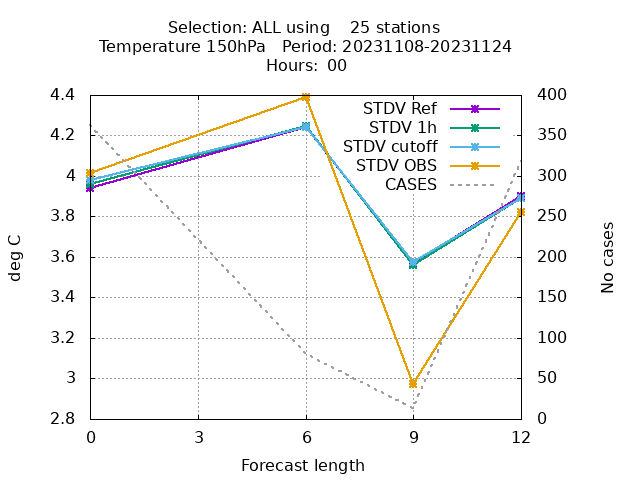 Selection: ALL using    25 stations
Temperature 150hPa   Period: 20231108-20231124
Hours:  00
4.4
4.2
4
3.8
3.6
3.4
3.2
3
2.8
deg C
0
3
6
9
12
Forecast length
STDV Ref
STDV 1h
STDV cutoff
STDV OBS
CASES
400
350
300
250
200
150
100
50
0
No cases